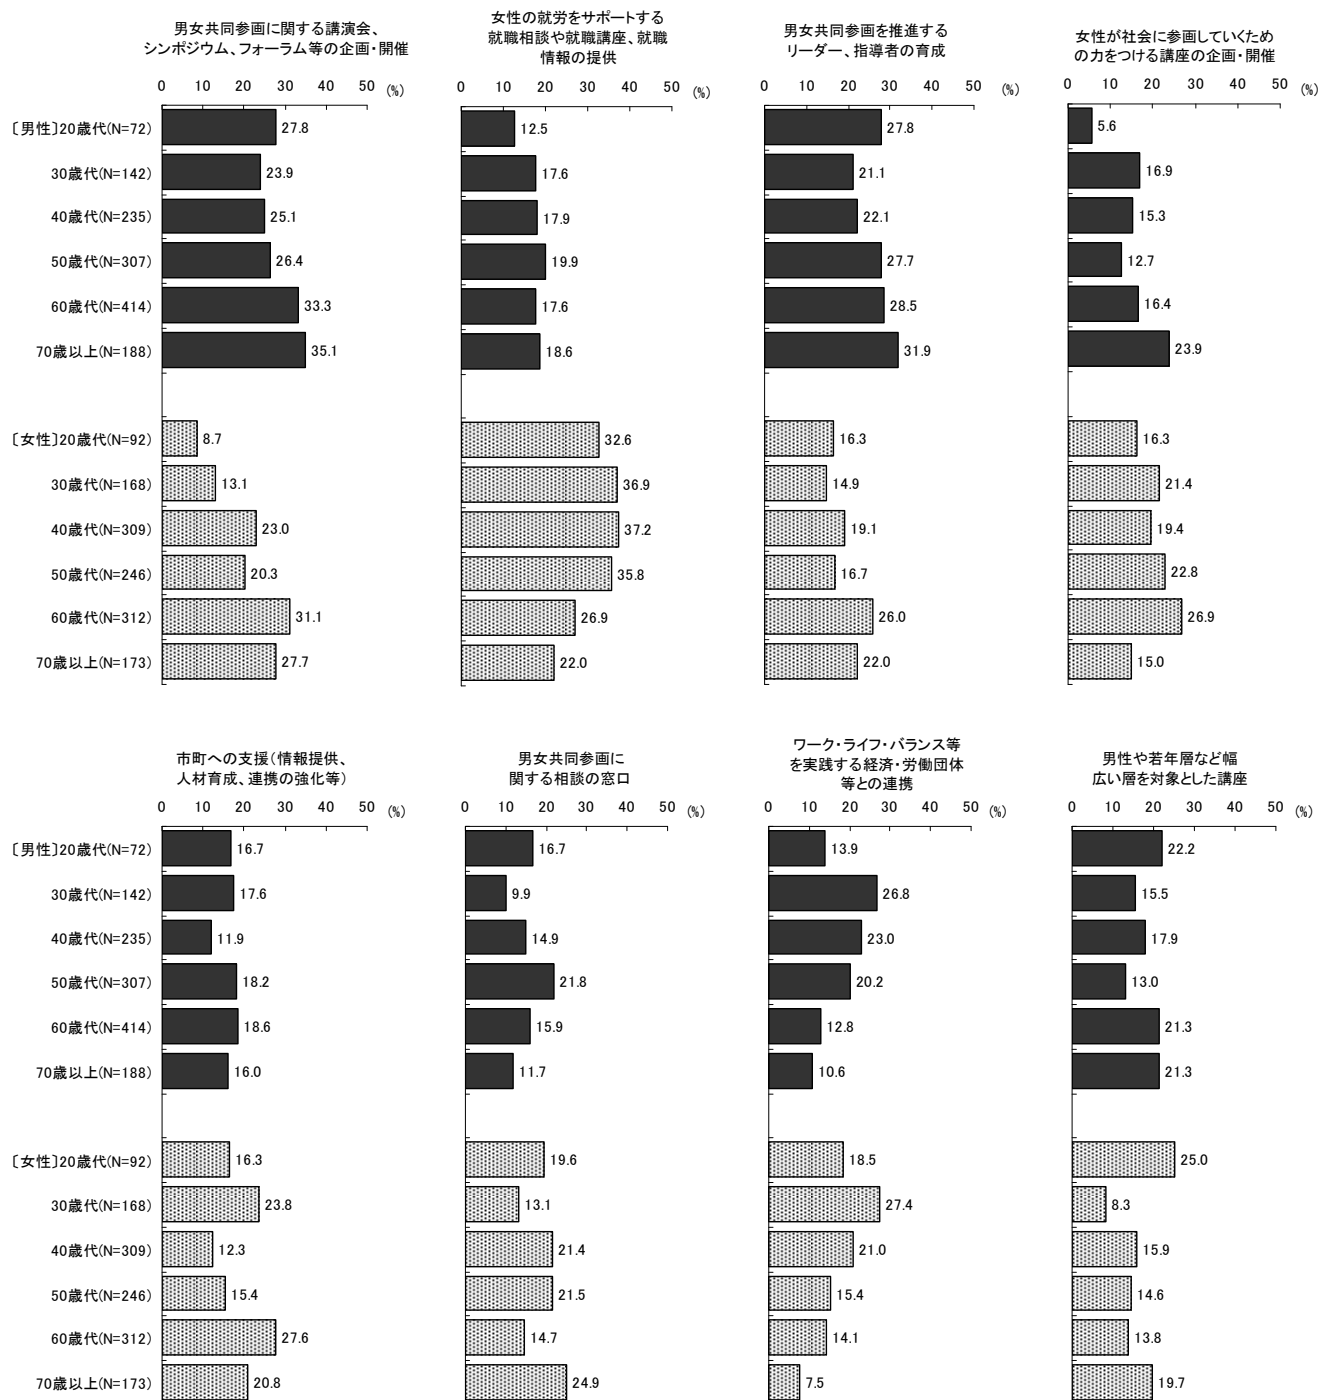 男女共同参画に関する講演会、
シンポジウム、フォーラム等の企画・開催
0 10 20 30 40 50 (%)
〔男性〕20歳代(N=72) 27.8
30歳代(N=142) 23.9
40歳代(N=235) 25.1
50歳代(N=307) 26.4
60歳代(N=414) 33.3
70歳以上(N=188) 35.1
〔女性〕20歳代(N=92) 8.7
30歳代(N=168) 13.1
40歳代(N=309) 23.0
50歳代(N=246) 20.3
60歳代(N=312) 31.1
70歳以上(N=173) 27.7
女性の就労をサポートする
就職相談や就職講座、就職
情報の提供
0 10 20 30 40 50 (%)
12.5
17.6
17.9
19.9
17.6
18.6
32.6
36.9
37.2
35.8
26.9
22.0
男女共同参画を推進する
リーダー、指導者の育成
0 10 20 30 40 50 (%)
27.8
21.1
22.1
27.7
28.5
31.9
16.3
14.9
19.1
16.7
26.0
22.0
女性が社会に参画していくため
の力をつける講座の企画・開催
0 10 20 30 40 50 (%)
5.6
16.9
15.3
12.7
16.4
23.9
16.3
21.4
19.4
22.8
26.9
15.0
市町への支援(情報提供、
人材育成、連携の強化等)
0 10 20 30 40 50 (%)
〔男性〕20歳代(N=72) 16.7
30歳代(N=142) 17.6
40歳代(N=235) 11.9
50歳代(N=307) 18.2
60歳代(N=414) 18.6
70歳以上(N=188) 16.0
〔女性〕20歳代(N=92) 16.3
30歳代(N=168) 23.8
40歳代(N=309) 12.3
50歳代(N=246) 15.4
60歳代(N=312) 27.6
70歳以上(N=173) 20.8
男女共同参画に
関する相談の窓口
0 10 20 30 40 50 (%)
16.7
9.9
14.9
21.8
15.9
11.7
19.6
13.1
21.4
21.5
14.7
24.9
ワーク・ライフ・バランス等
を実践する経済・労働団体
等との連携
0 10 20 30 40 50 (%)
13.9
26.8
23.0
20.2
12.8
10.6
18.5
27.4
21.0
15.4
14.1
7.5
男性や若年層など幅
広い層を対象とした講座
0 10 20 30 40 50 (%)
22.2
15.5
17.9
13.0
21.3
21.3
25.0
8.3
15.9
14.6
13.8
19.7